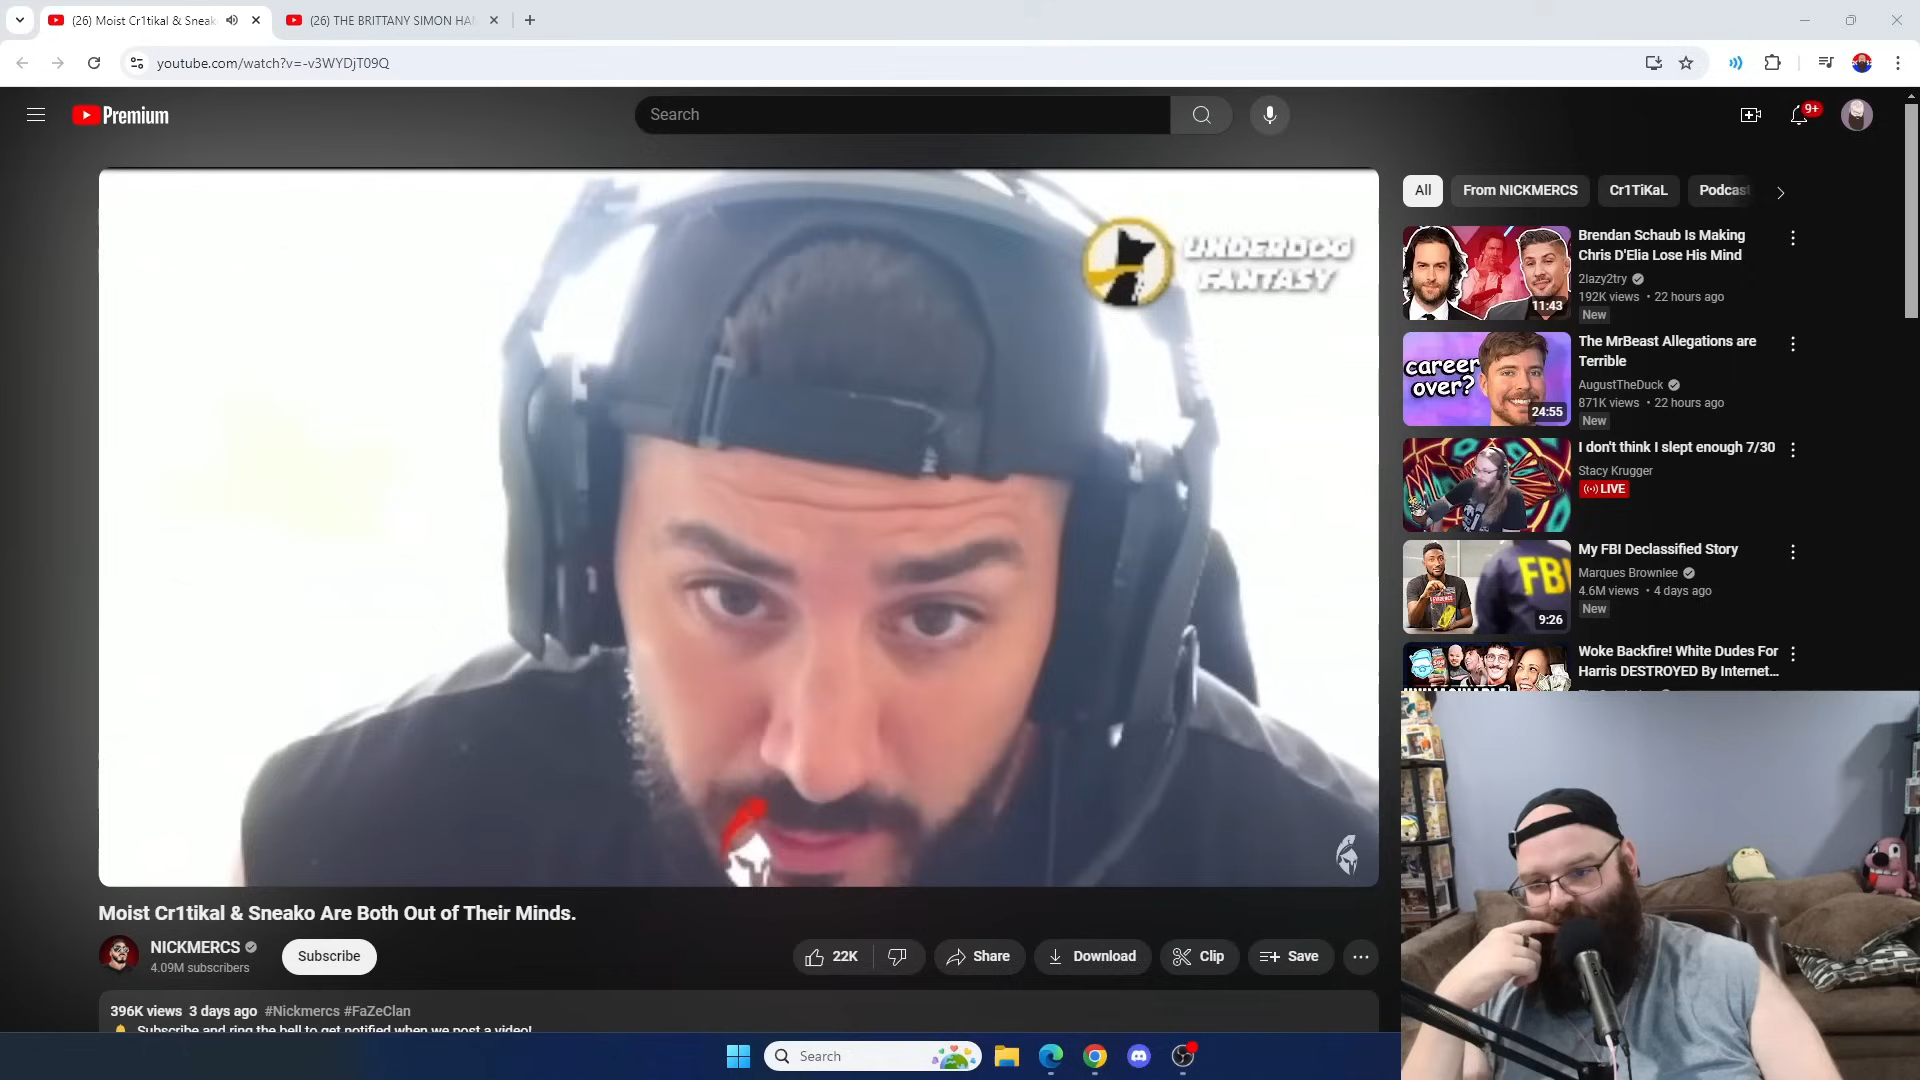 (26) Moist Cr1tikal & Sneak
(26) THE BRITTANY SIMON HA
youtube.com/watch?v=-v3WYDjT09Q
Premium
Search
9+
UNDERDOG
FANTASY
All
From NICKMERCS
Cr1TiKaL
Podcast
Brendan Schaub Is Making
Chris D'Elia Lose His Mind
2lazy2try
192K views • 22 hours ago
New
11:43
The MrBeast Allegations are
Terrible
AugustTheDuck
871K views • 22 hours ago
New
career
over?
24:55
I don't think I slept enough 7/30
Stacy Krugger
LIVE
My FBI Declassified Story
Marques Brownlee
4.6M views • 4 days ago
New
FB
9:26
Woke Backfire! White Dudes For
Harris DESTROYED By Internet...
Moist Cr1tikal & Sneako Are Both Out of Their Minds.
NICKMERCS
4.09M subscribers
Subscribe
22K
Share
Download
Clip
Save
396K views 3 days ago #Nickmercs #FaZeClan
Subscribe and ring the bell to get notified when we post a video!
Search